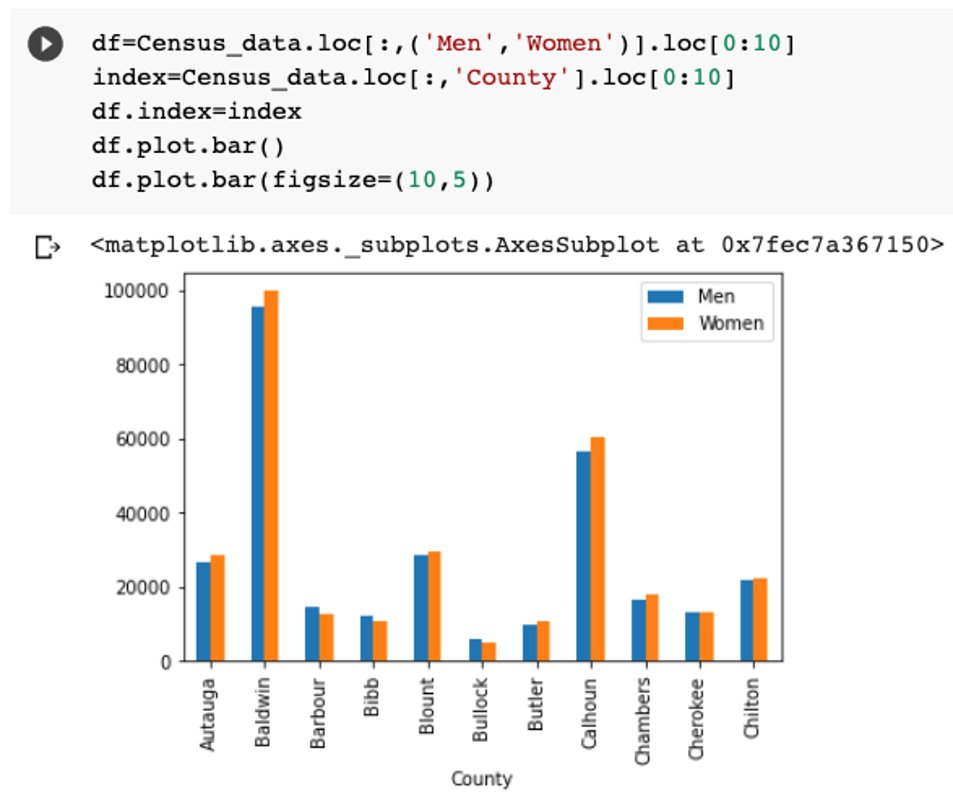 df=Census_data.loc[:,('Men','Women')].loc[0:10]
index=Census_data.loc[:,'County'].loc[0:10]
df.index=index
df.plot.bar()
df.plot.bar(figsize=(10,5))
<matplotlib.axes._subplots.AxesSubplot at 0x7fec7a367150>
100000
80000
60000
40000
20000
0
Men
Women
Autauga
Baldwin
Barbour
Bibb
Blount
Bullock
Butler
Calhoun
Chambers
Cherokee
Chilton
County